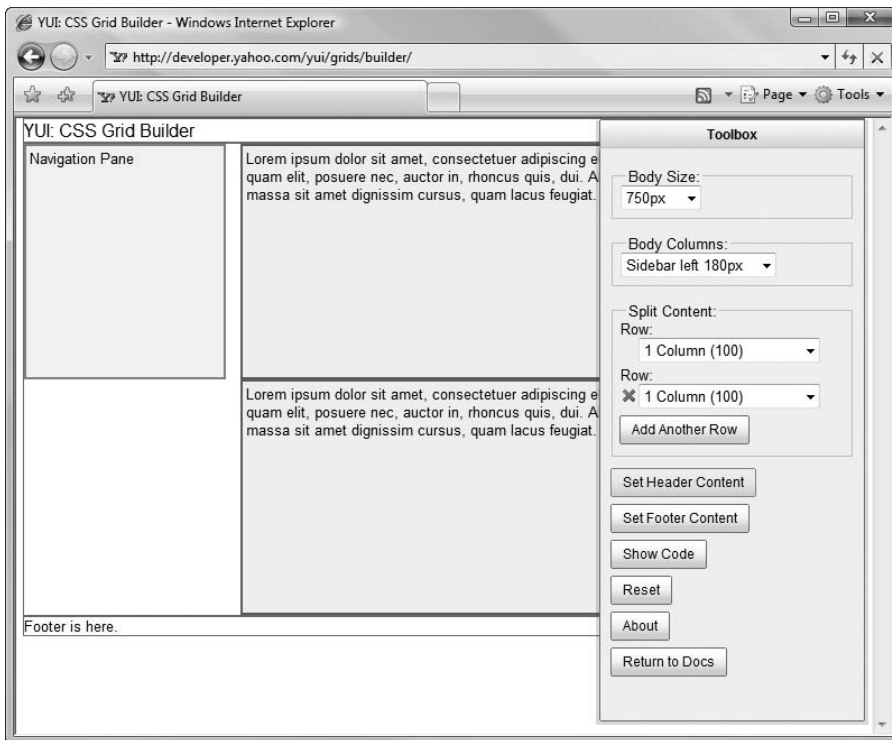 YUI: CSS Grid Builder - Windows Internet Explorer
http://developer.yahoo.com/yui/grids/builder/
YUI: CSS Grid Builder
Page
Tools
YUI: CSS Grid Builder
Navigation Pane
Lorem ipsum dolor sit amet, consectetuer adipiscing e
quam elit, posuere nec, auctor in, rhoncus quis, dui. A
massa sit amet dignissim cursus, quam lacus feugiat.
Lorem ipsum dolor sit amet, consectetuer adipiscing e
quam elit, posuere nec, auctor in, rhoncus quis, dui. A
massa sit amet dignissim cursus, quam lacus feugiat.
Footer is here.
Toolbox
Body Size:
750px
Body Columns:
Sidebar left 180px
Split Content:
Row:
1 Column (100)
Row:
1 Column (100)
Add Another Row
Set Header Content
Set Footer Content
Show Code
Reset
About
Return to Docs